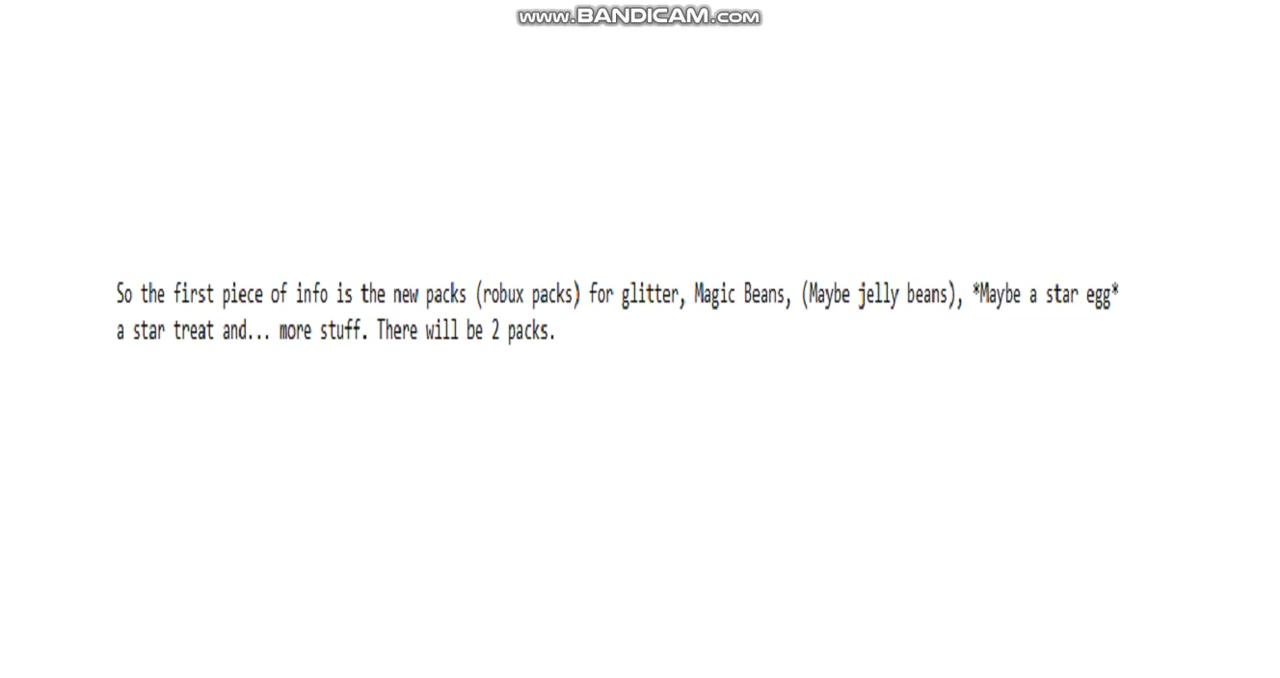 www.BANDICAM.com
So the first piece of info is the new packs (robux packs) for glitter, Magic Beans, (Maybe jelly beans), *Maybe a star egg*
a star treat and... more stuff. There will be 2 packs.